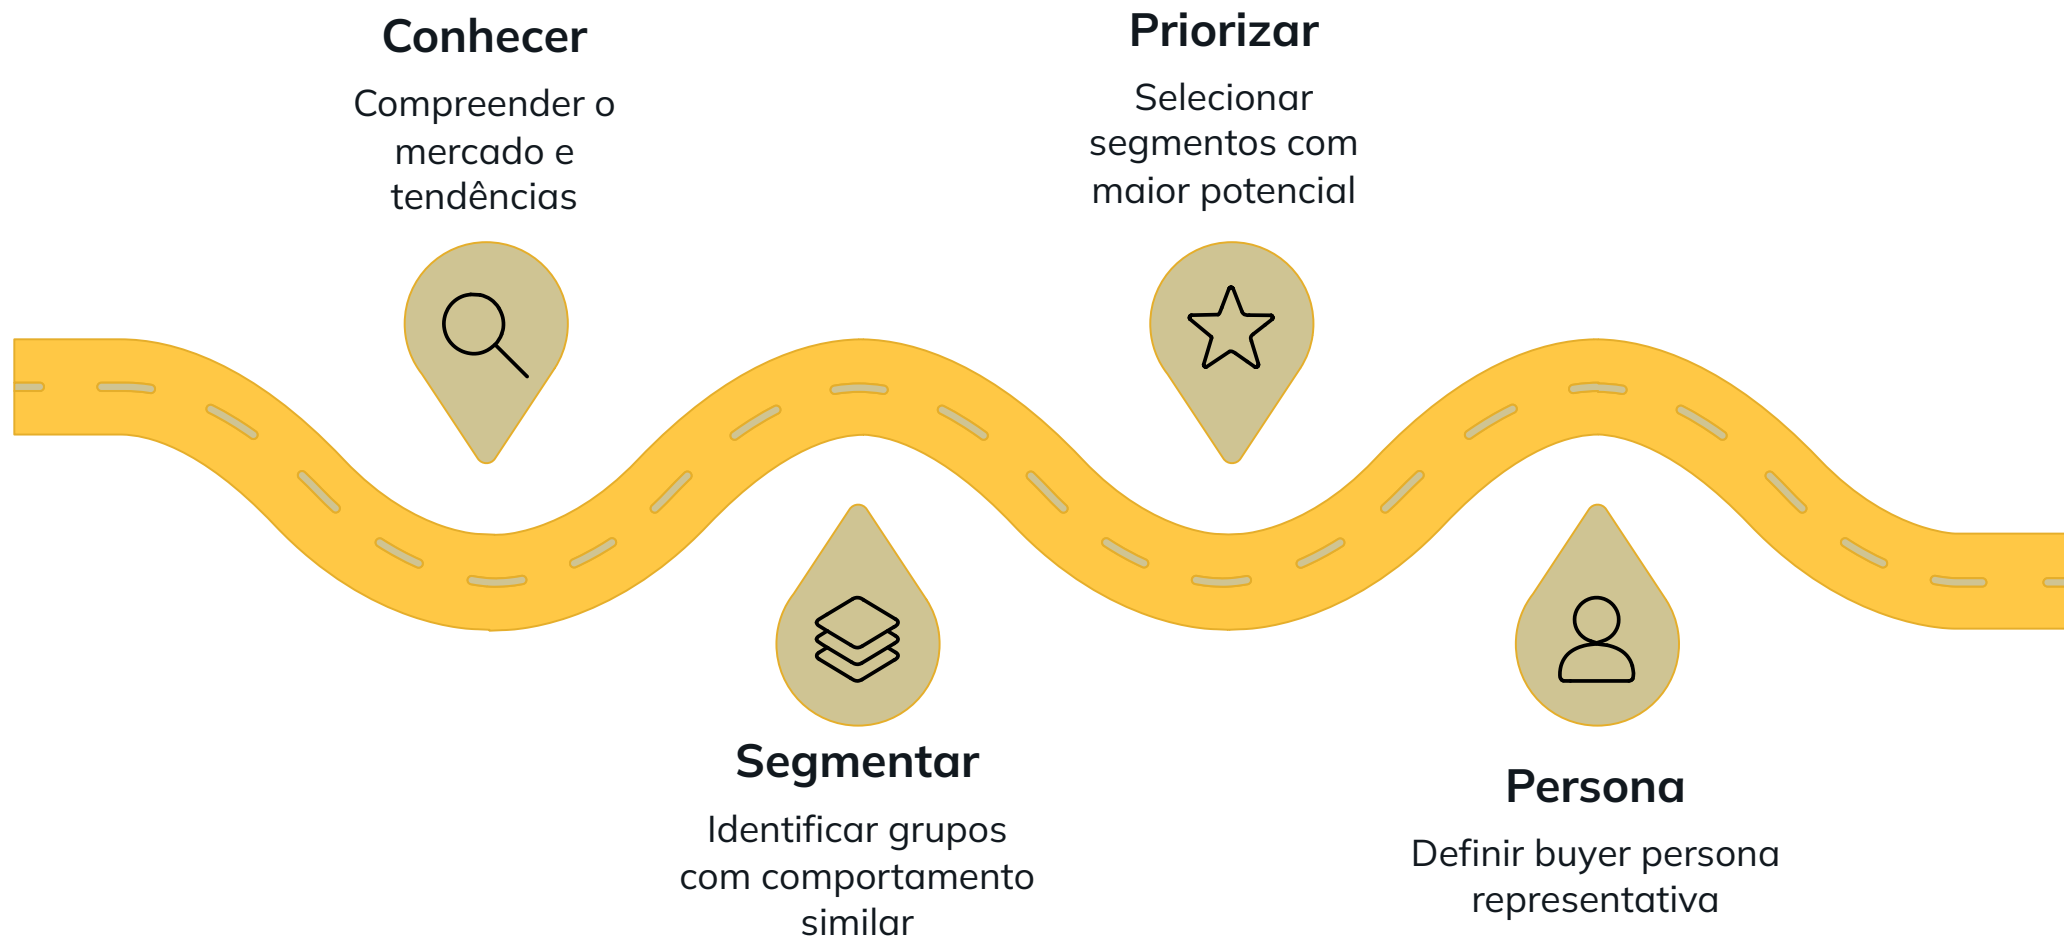 Conhecer
Compreender o
mercado e
tendências
Segmentar
Identificar grupos
com comportamento
similar
Priorizar
Selecionar
segmentos com
maior potencial
Persona
Definir buyer persona
representativa